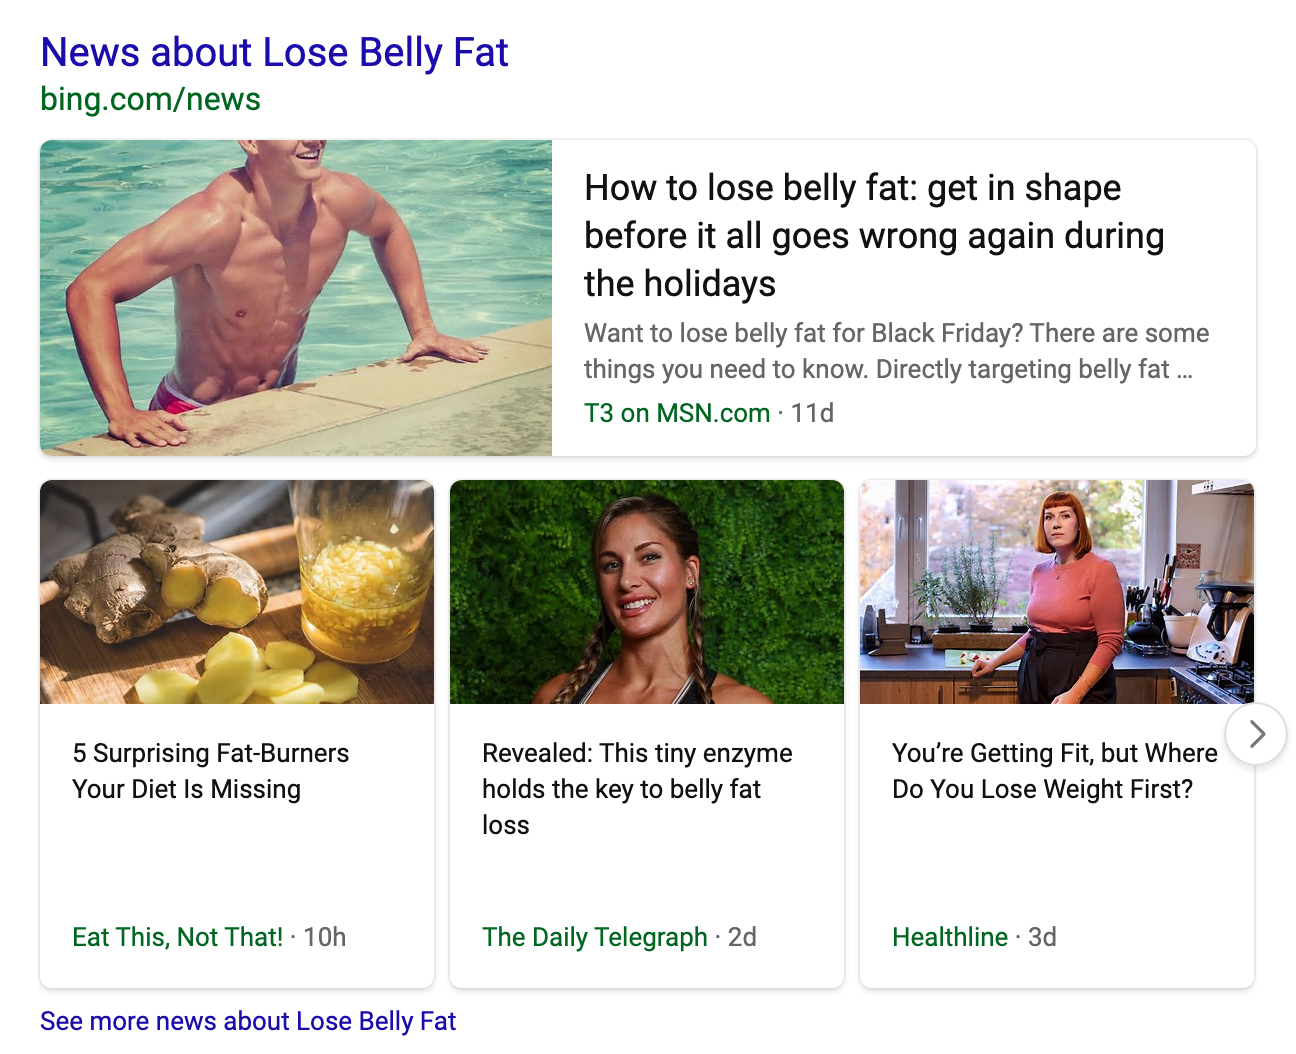 News about Lose Belly Fat
bing.com/news
How to lose belly fat: get in shape
before it all goes wrong again during
the holidays
Want to lose belly fat for Black Friday? There are some
things you need to know. Directly targeting belly fat ...
T3 on MSN.com · 11d
5 Surprising Fat-Burners
Your Diet Is Missing
Eat This, Not That! · 10h
Revealed: This tiny enzyme
holds the key to belly fat
loss
The Daily Telegraph · 2d
You’re Getting Fit, but Where
Do You Lose Weight First?
Healthline · 3d
See more news about Lose Belly Fat